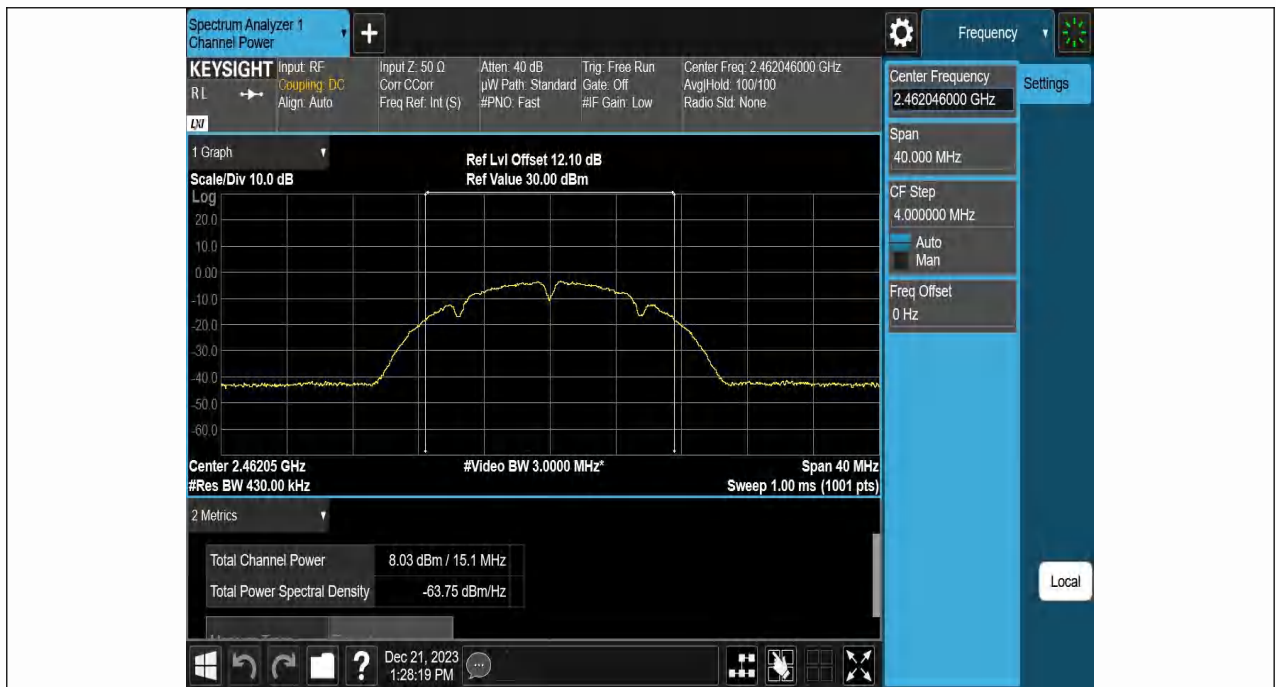 Spectrum Analyzer 1
Channel Power
+
Frequency
KEYSIGHT
RL
LXI
Input: RF
Coupling: DC
Align: Auto
Input Z: 50 Ω
Corr CCorr
Freq Ref: Int (S)
Atten: 40 dB
µW Path: Standard
#PNO: Fast
Trig: Free Run
Gate: Off
#IF Gain: Low
Center Freq: 2.462046000 GHz
Avg|Hold: 100/100
Radio Std: None
Center Frequency
2.462046000 GHz
Settings
Span
40.000 MHz
CF Step
4.000000 MHz
Auto
Man
Freq Offset
0 Hz
1 Graph
Scale/Div 10.0 dB
Ref Lvl Offset 12.10 dB
Ref Value 30.00 dBm
Log
20.0
10.0
0.00
-10.0
-20.0
-30.0
-40.0
-50.0
-60.0
Center 2.46205 GHz
#Res BW 430.00 kHz
#Video BW 3.0000 MHz*
Span 40 MHz
Sweep 1.00 ms (1001 pts)
2 Metrics
Total Channel Power 8.03 dBm / 15.1 MHz
Total Power Spectral Density -63.75 dBm/Hz
Local
?
Dec 21, 2023
1:28:19 PM